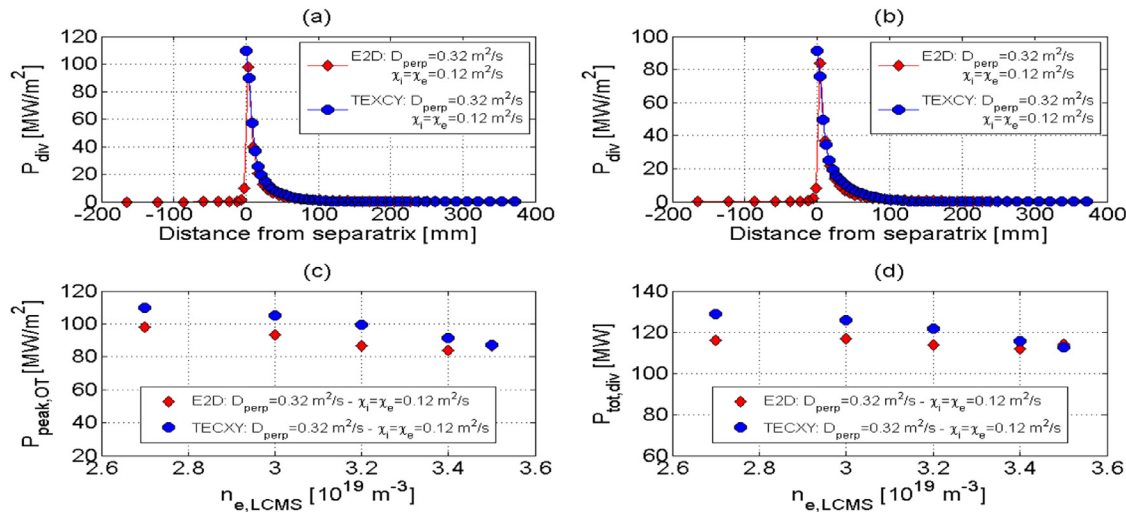 (a)
P_div [MW/m²]
120
100
80
60
40
20
0
E2D: D_perp=0.32 m²/s
χ_i=χ_e=0.12 m²/s
TEXCY: D_perp=0.32 m²/s
χ_i=χ_e=0.12 m²/s
-200 -100 0 100 200 300 400
Distance from separatrix [mm]
(b)
P_div [MW/m²]
100
80
60
40
20
0
E2D: D_perp=0.32 m²/s
χ_i=χ_e=0.12 m²/s
TEXCY: D_perp=0.32 m²/s
χ_i=χ_e=0.12 m²/s
-200 -100 0 100 200 300 400
Distance from separatrix [mm]
(c)
P_peak,OT [MW/m²]
120
100
80
60
40
20
0
E2D: D_perp=0.32 m²/s - χ_i=χ_e=0.12 m²/s
TECXY: D_perp=0.32 m²/s - χ_i=χ_e=0.12 m²/s
2.6 2.8 3 3.2 3.4 3.6
n_e,LCMS [10¹⁹ m⁻³]
(d)
P_tot,div [MW]
140
120
100
80
60
E2D: D_perp=0.32 m²/s - χ_i=χ_e=0.12 m²/s
TECXY: D_perp=0.32 m²/s - χ_i=χ_e=0.12 m²/s
2.6 2.8 3 3.2 3.4 3.6
n_e,LCMS [10¹⁹ m⁻³]